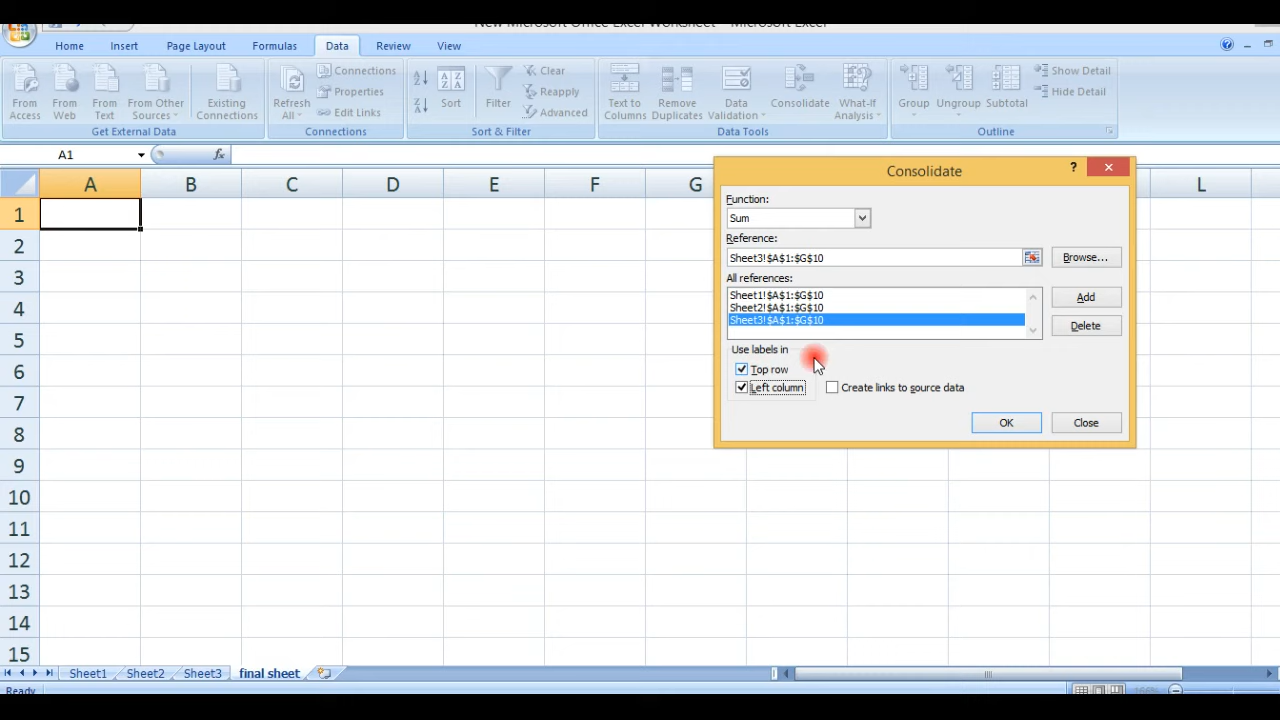 New Microsoft Office Excel Worksheet - Microsoft Excel
Home Insert Page Layout Formulas Data Review View
From Access
From Web
From Text
From Other Sources
Existing Connections
Get External Data
Refresh All
Connections
Properties
Edit Links
Connections
Sort
Filter
Clear
Reapply
Advanced
Sort & Filter
Text to Columns
Remove Duplicates
Data Validation
Consolidate
What-If Analysis
Data Tools
Group
Ungroup
Subtotal
Show Detail
Hide Detail
Outline
A1 fx
A B C D E F G L
1
2
3
4
5
6
7
8
9
10
11
12
13
14
15
Consolidate ?
Function:
Sum
Reference:
Sheet3!$A$1:$G$10 Browse...
All references:
Sheet1!$A$1:$G$10
Sheet2!$A$1:$G$10
Sheet3!$A$1:$G$10
Add
Delete
Use labels in
Top row
Left column Create links to source data
OK Close
Sheet1 Sheet2 Sheet3 final sheet
Ready